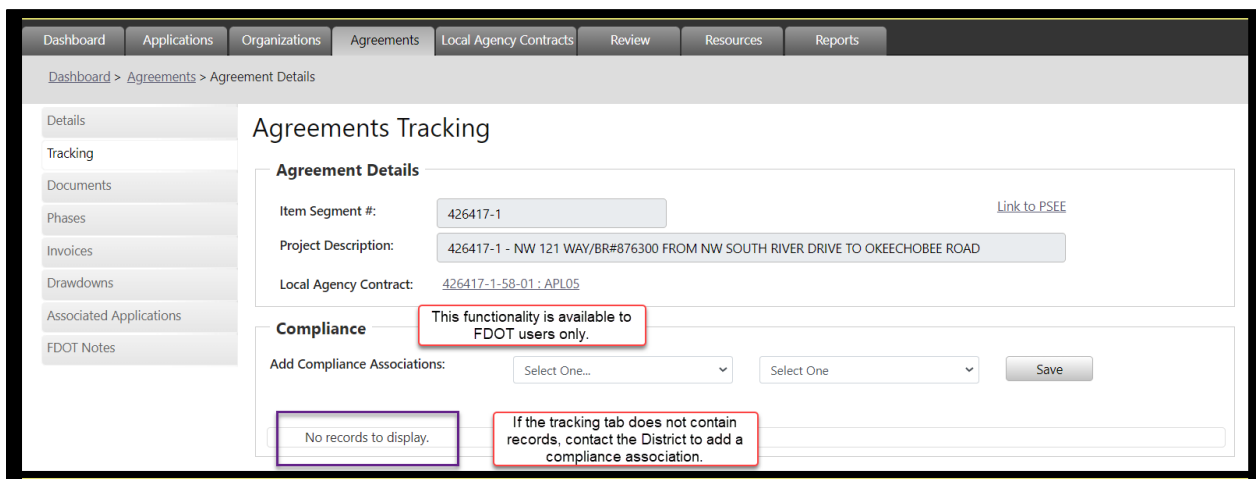 Dashboard Applications Organizations Agreements Local Agency Contracts Review Resources Reports
Dashboard > Agreements > Agreement Details
Details
Tracking
Documents
Phases
Invoices
Drawdowns
Associated Applications
FDOT Notes
Agreements Tracking
Agreement Details
Item Segment #: 426417-1 Link to PSEE
Project Description: 426417-1 - NW 121 WAY/BR#876300 FROM NW SOUTH RIVER DRIVE TO OKEECHOBEE ROAD
Local Agency Contract: 426417-1-58-01 : APL05
This functionality is available to
FDOT users only.
Compliance
Add Compliance Associations: Select One... Select One Save
No records to display.
If the tracking tab does not contain
records, contact the District to add a
compliance association.